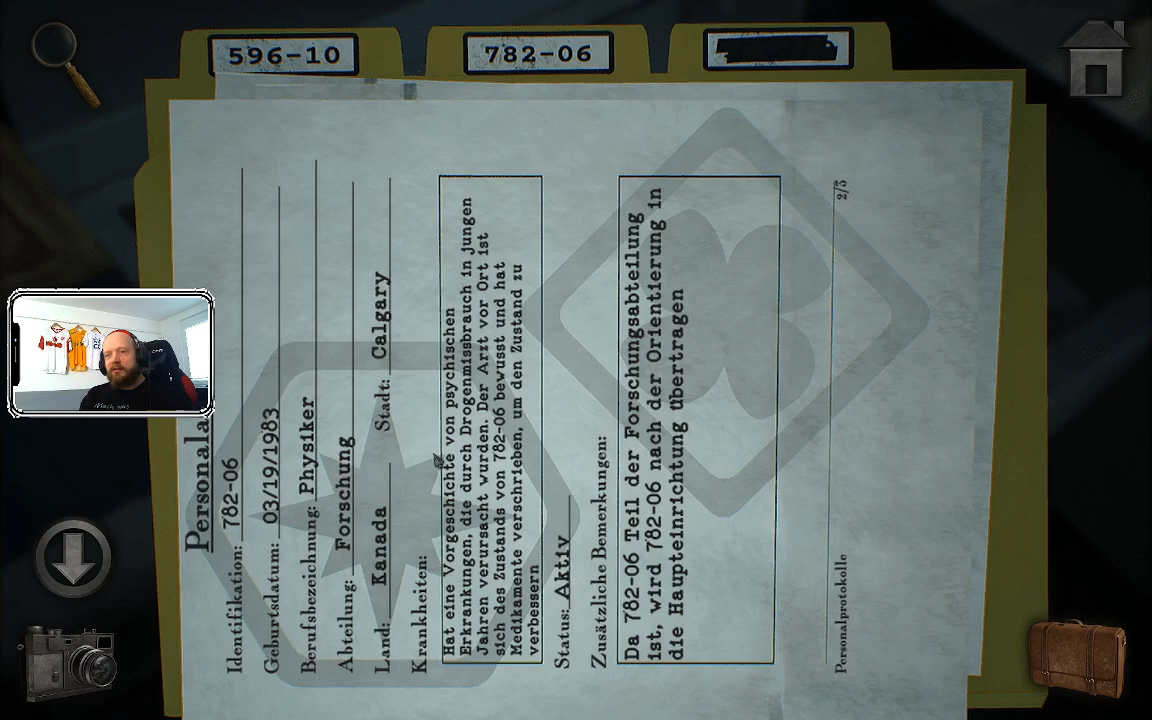 596-10
782-06
Personala
Identifikation: 782-06
Geburtsdatum: 03/19/1983
Berufsbezeichnung: Physiker
Abteilung: Forschung
Land: Kanada Stadt: Calgary
Krankheiten:
Hat eine Vorgeschichte von psychischen
Erkrankungen, die durch Drogenmissbrauch in jungen
Jahren verursacht wurden. Der Arzt vor Ort ist
sich des Zustands von 782-06 bewusst und hat
Medikamente verschrieben, um den Zustand zu
verbessern
Status: Aktiv
Zusätzliche Bemerkungen:
Da 782-06 Teil der Forschungsabteilung
ist, wird 782-06 nach der Orientierung in
die Haupteinrichtung übertragen
Personalprotokolle 2/3